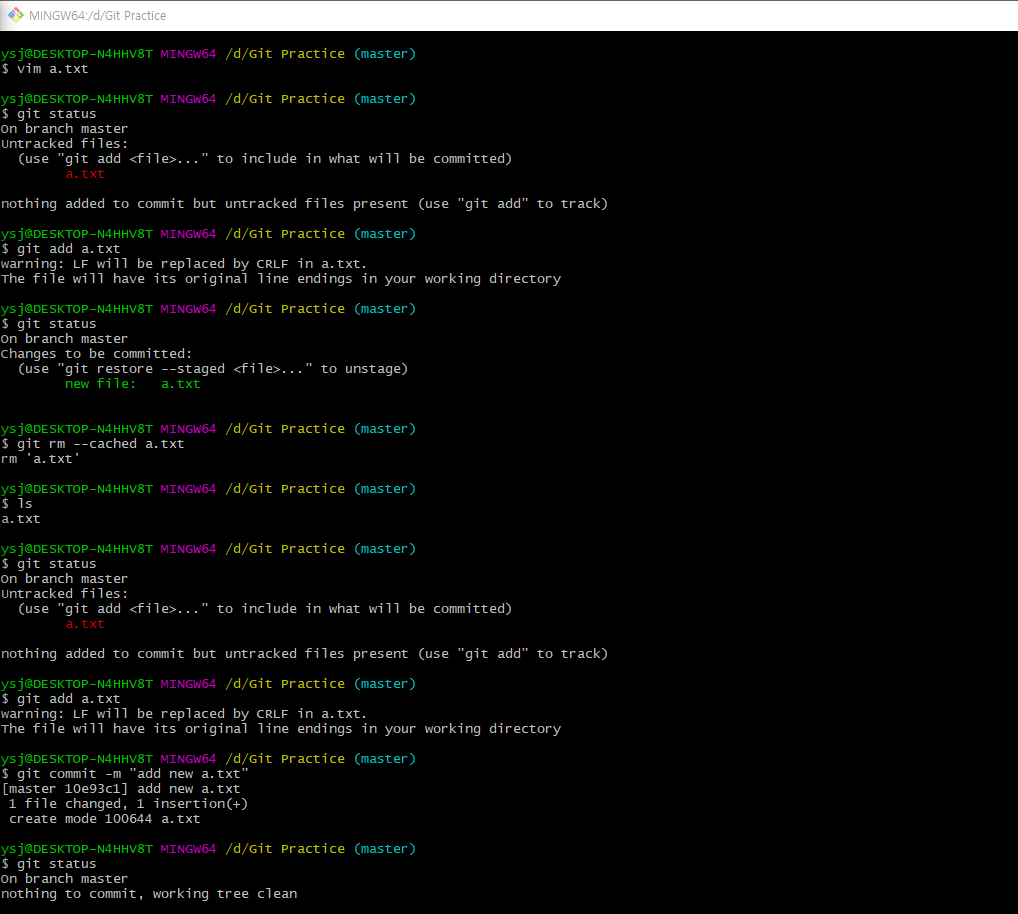 MINGW64:/d/Git Practice
ysj@DESKTOP-N4HHV8T MINGW64 /d/Git Practice (master)
$ vim a.txt
ysj@DESKTOP-N4HHV8T MINGW64 /d/Git Practice (master)
$ git status
On branch master
Untracked files:
  (use "git add <file>..." to include in what will be committed)
        a.txt
nothing added to commit but untracked files present (use "git add" to track)
ysj@DESKTOP-N4HHV8T MINGW64 /d/Git Practice (master)
$ git add a.txt
warning: LF will be replaced by CRLF in a.txt.
The file will have its original line endings in your working directory
ysj@DESKTOP-N4HHV8T MINGW64 /d/Git Practice (master)
$ git status
On branch master
Changes to be committed:
  (use "git restore --staged <file>..." to unstage)
        new file:   a.txt
ysj@DESKTOP-N4HHV8T MINGW64 /d/Git Practice (master)
$ git rm --cached a.txt
rm 'a.txt'
ysj@DESKTOP-N4HHV8T MINGW64 /d/Git Practice (master)
$ ls
a.txt
ysj@DESKTOP-N4HHV8T MINGW64 /d/Git Practice (master)
$ git status
On branch master
Untracked files:
  (use "git add <file>..." to include in what will be committed)
        a.txt
nothing added to commit but untracked files present (use "git add" to track)
ysj@DESKTOP-N4HHV8T MINGW64 /d/Git Practice (master)
$ git add a.txt
warning: LF will be replaced by CRLF in a.txt.
The file will have its original line endings in your working directory
ysj@DESKTOP-N4HHV8T MINGW64 /d/Git Practice (master)
$ git commit -m "add new a.txt"
[master 10e93c1] add new a.txt
 1 file changed, 1 insertion(+)
 create mode 100644 a.txt
ysj@DESKTOP-N4HHV8T MINGW64 /d/Git Practice (master)
$ git status
On branch master
nothing to commit, working tree clean